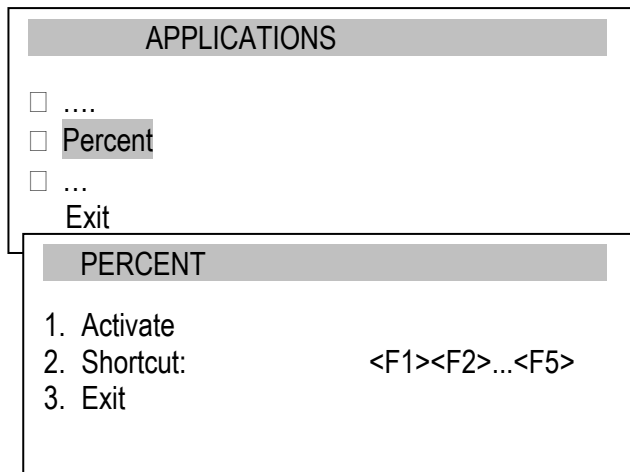 APPLICATIONS
☐ ....
☐ Percent
☐ ...
Exit
PERCENT
1. Activate
2. Shortcut: <F1><F2>...<F5>
3. Exit